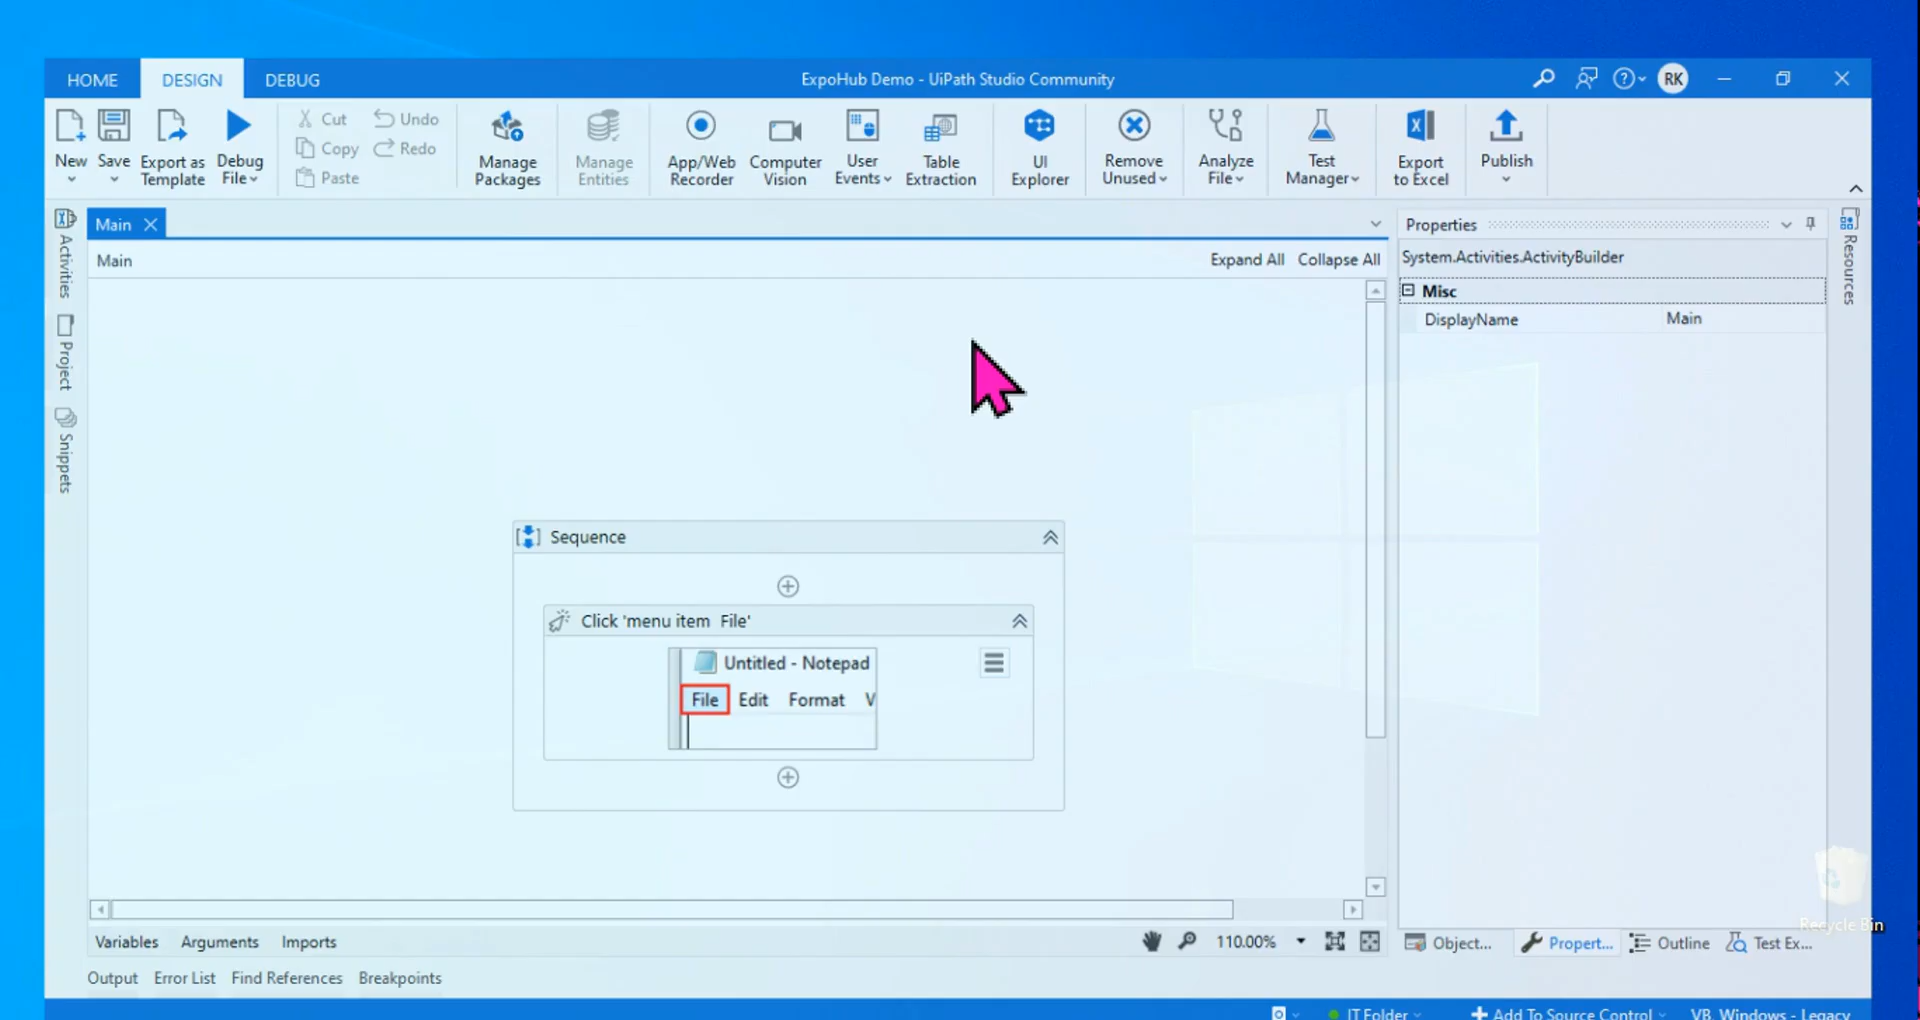 HOME DESIGN DEBUG ExpoHub Demo - UiPath Studio Community RK
New Save Export as Template Debug File Cut Copy Paste Undo Redo Manage Packages Manage Entities App/Web Recorder Computer Vision User Events Table Extraction UI Explorer Remove Unused Analyze File Test Manager Export to Excel Publish
Activities
Project
Snippets
Main
Main Expand All Collapse All
Sequence
Click 'menu item File'
Untitled - Notepad
File Edit Format V
Properties
System.Activities.ActivityBuilder
Misc
DisplayName Main
Resources
Recycle Bin
Variables Arguments Imports 110.00% Object... Propert... Outline Test Ex...
Output Error List Find References Breakpoints
IT Folder Add To Source Control VB, Windows - Legacy